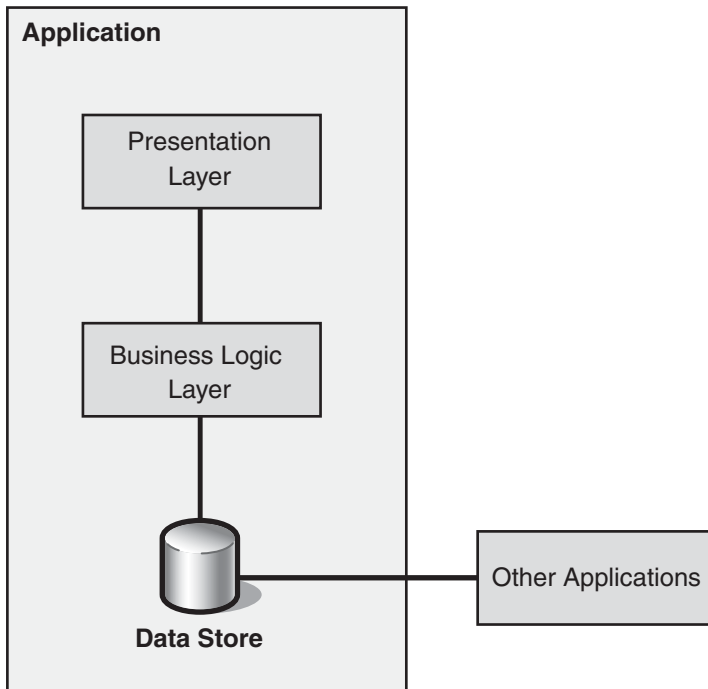 Application
Presentation
Layer
Business Logic
Layer
Other Applications
Data Store